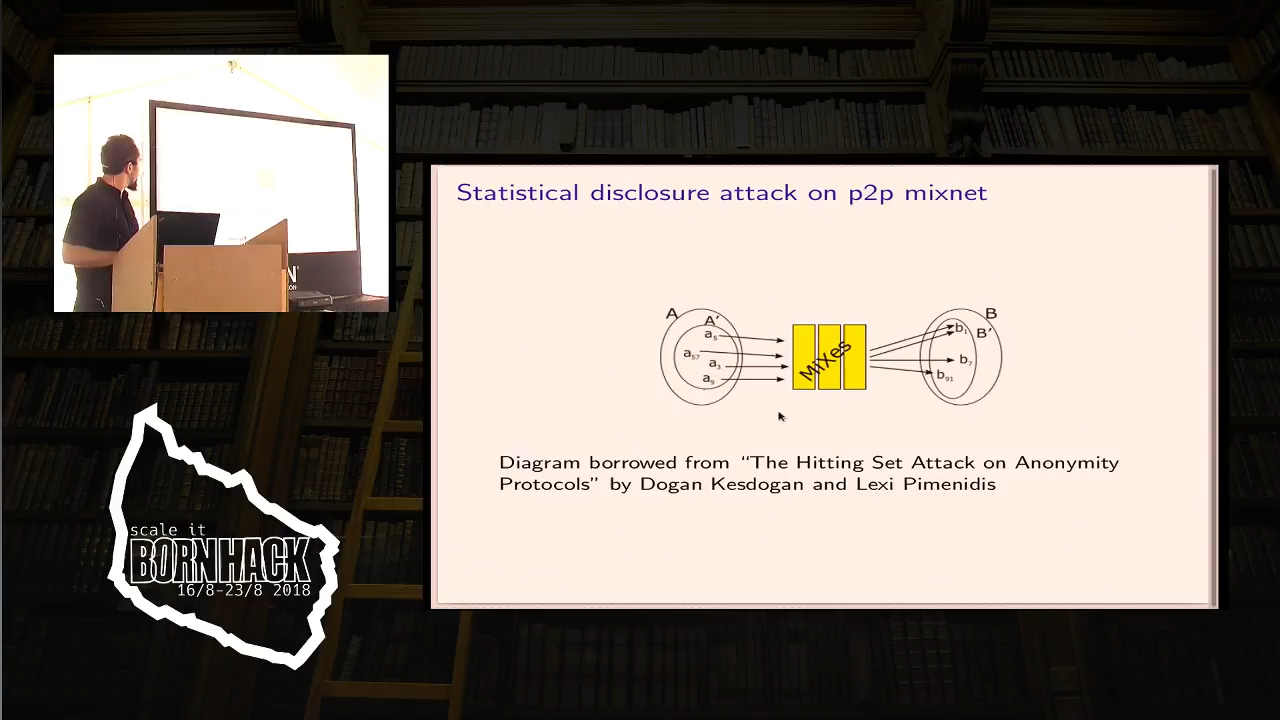 Statistical disclosure attack on p2p mixnet
A
A'
a5
a57
a3
a9
MiXes
B
B'
b1
b7
b91
Diagram borrowed from “The Hitting Set Attack on Anonymity
Protocols” by Dogan Kesdogan and Lexi Pimenidis
scale it
BORNHACK
16/8-23/8 2018